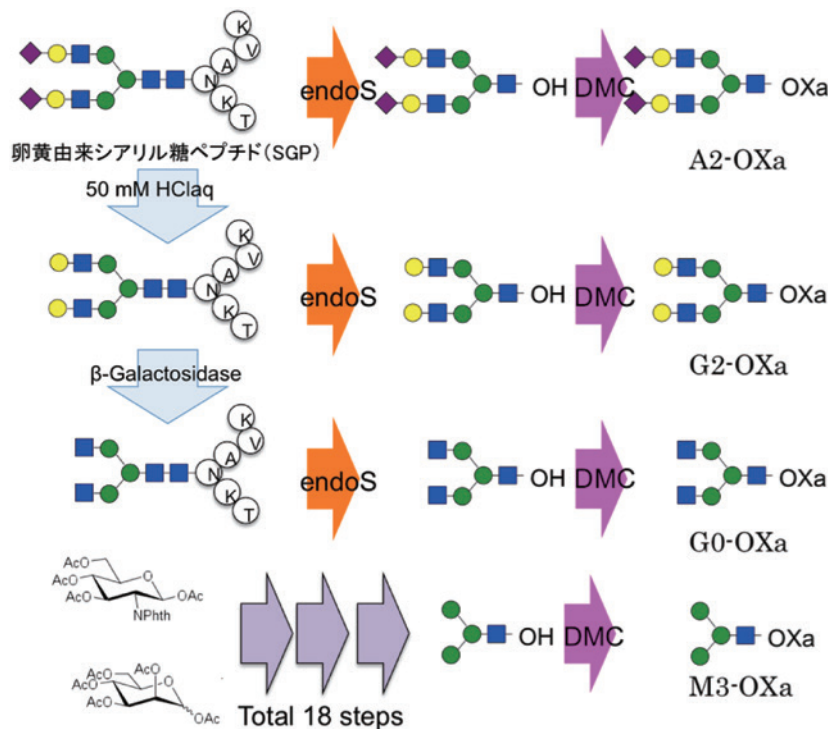 K
V
A
N
K
T
endoS
OH
DMC
OXa
A2-OXa
卵黄由来シアリル糖ペプチド(SGP)
50 mM HClaq
K
V
A
N
K
T
endoS
OH
DMC
OXa
G2-OXa
β-Galactosidase
K
V
A
N
K
T
endoS
OH
DMC
OXa
G0-OXa
AcO
AcO
AcO
O
OAc
NPhth
OH
DMC
OXa
M3-OXa
AcO
AcO
AcO
AcO
O
OAc
Total 18 steps